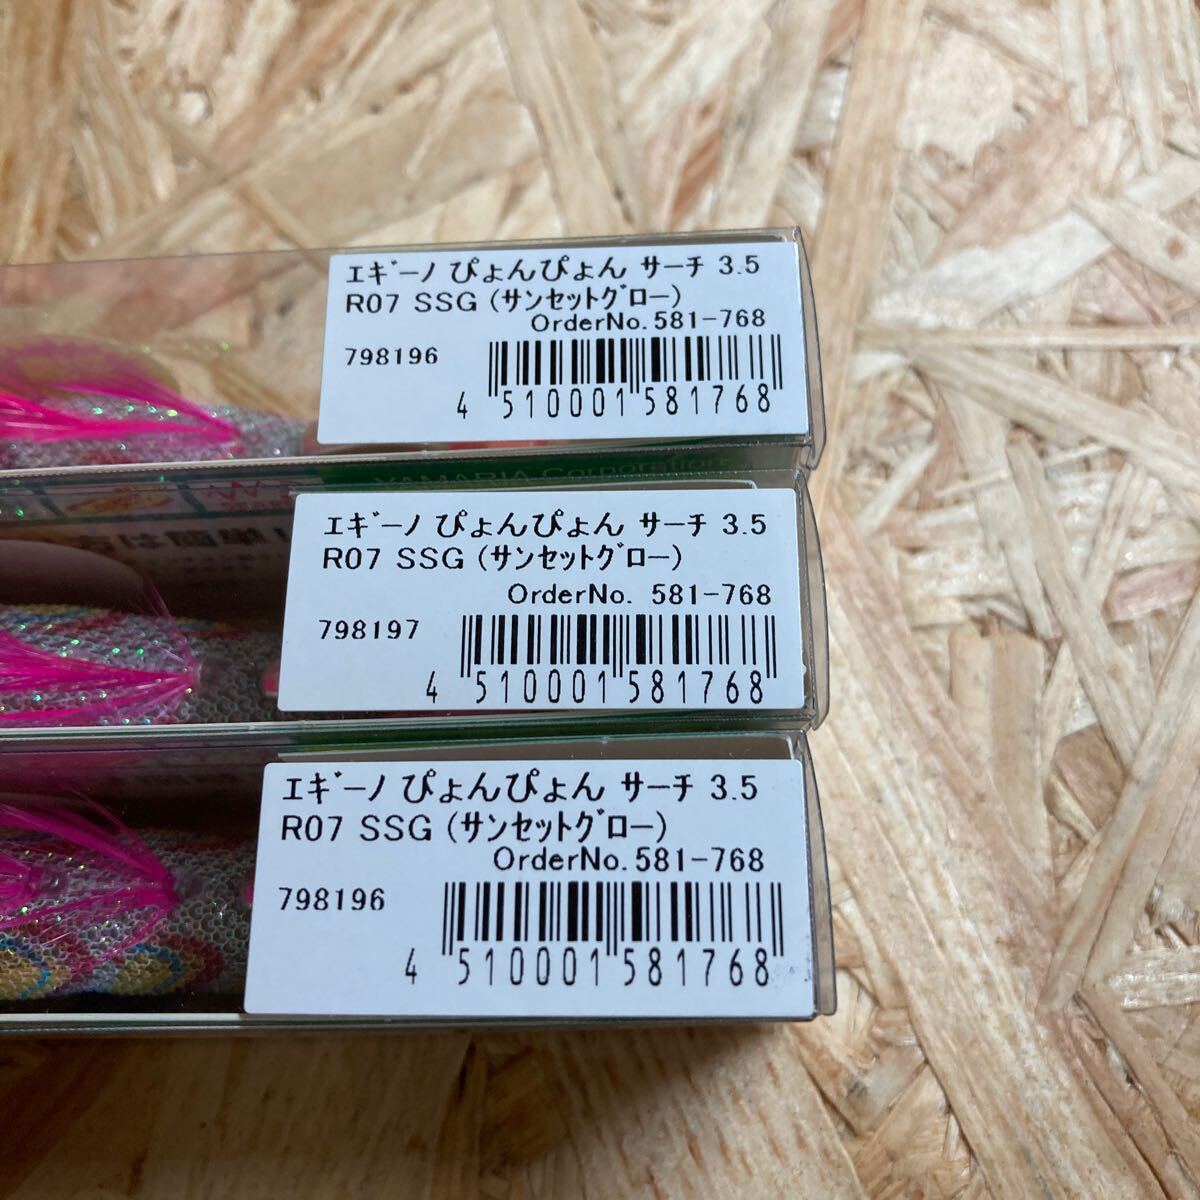 ｴｷﾞｰﾉ ぴょんぴょん ｻｰﾁ 3.5
R07 SSG (ｻﾝｾｯﾄｸﾞﾛｰ)
OrderNo. 581-768
798196
4 510001 581768
YAMARIA Corporation
ｴｷﾞｰﾉ ぴょんぴょん ｻｰﾁ 3.5
R07 SSG (ｻﾝｾｯﾄｸﾞﾛｰ)
OrderNo. 581-768
798197
4 510001 581768
ｴｷﾞｰﾉ ぴょんぴょん ｻｰﾁ 3.5
R07 SSG (ｻﾝｾｯﾄｸﾞﾛｰ)
OrderNo. 581-768
798196
4 510001 581768